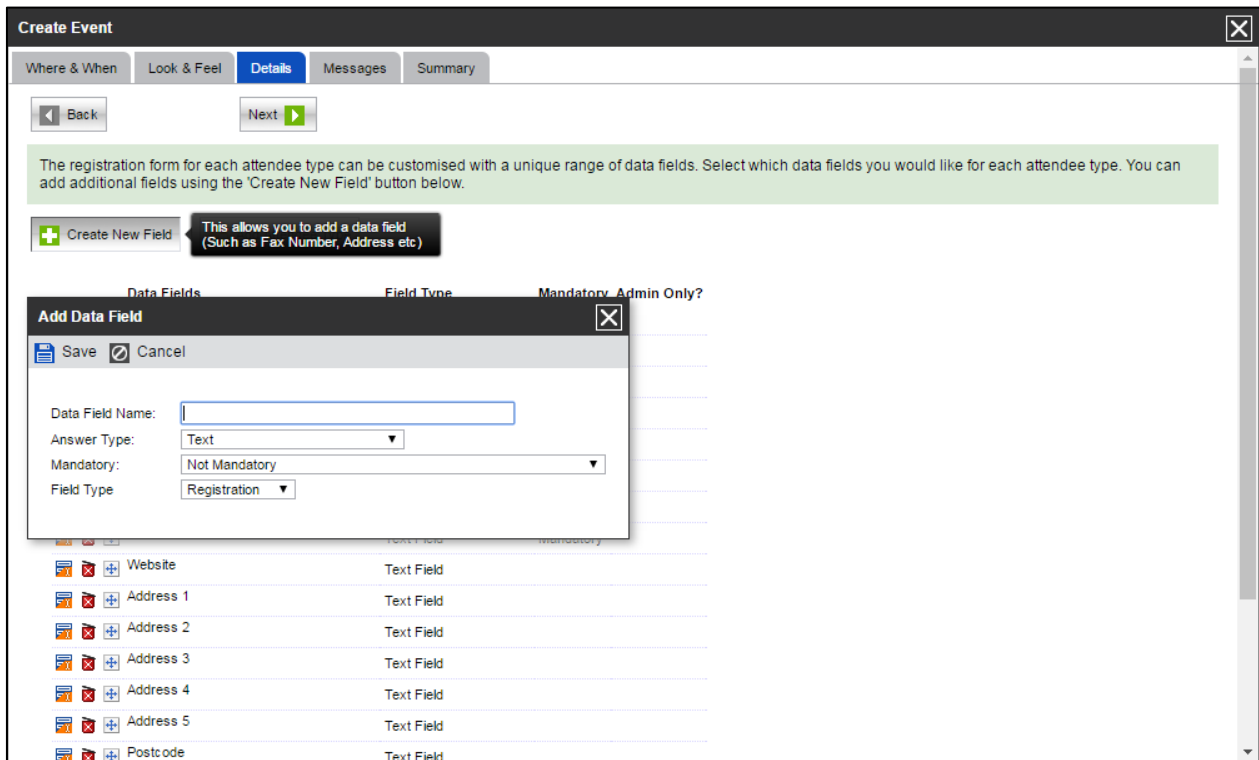 Create Event
Where & When Look & Feel Details Messages Summary
Back Next
The registration form for each attendee type can be customised with a unique range of data fields. Select which data fields you would like for each attendee type. You can
add additional fields using the 'Create New Field' button below.
Create New Field
This allows you to add a data field
(Such as Fax Number, Address etc)
Data Fields Field Type Mandatory Admin Only?
Add Data Field
Save Cancel
Data Field Name:
Answer Type: Text
Mandatory: Not Mandatory
Field Type Registration
Text Field Mandatory
Website Text Field
Address 1 Text Field
Address 2 Text Field
Address 3 Text Field
Address 4 Text Field
Address 5 Text Field
Postcode Text Field